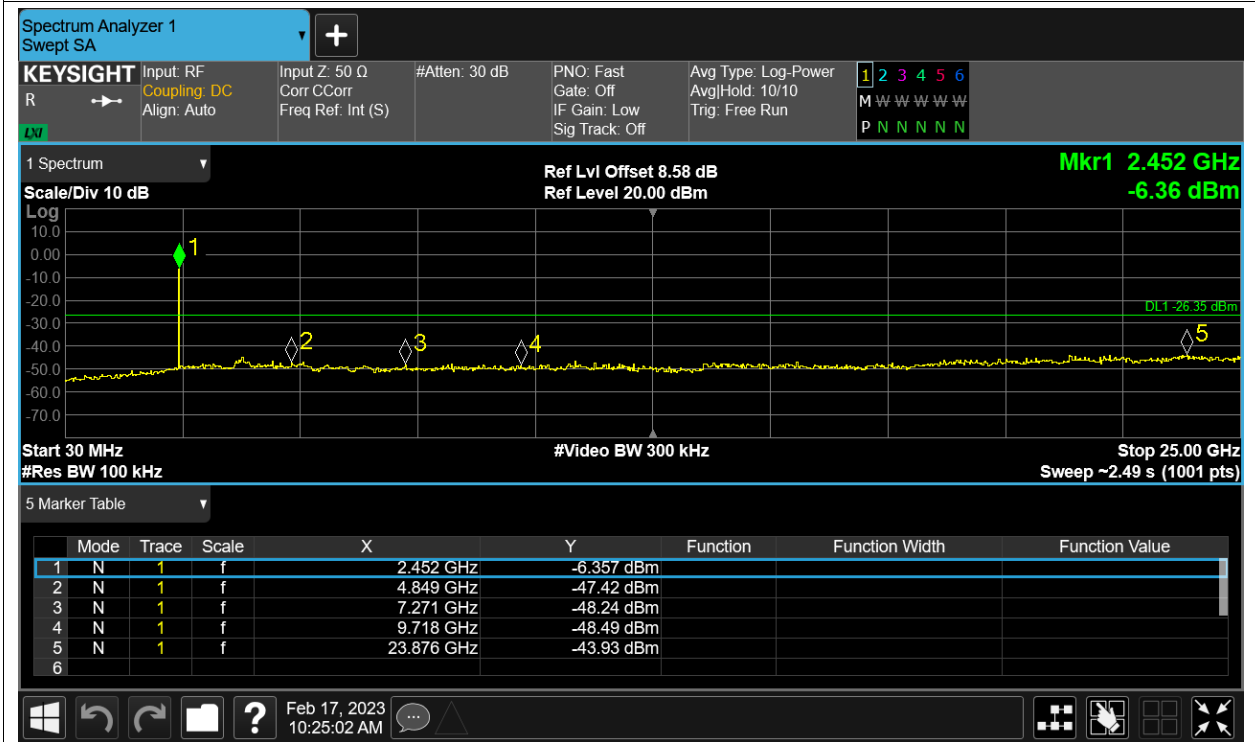 Spectrum Analyzer 1
Swept SA
KEYSIGHT
R
LXI
Input: RF
Coupling: DC
Align: Auto
Input Z: 50 Ω
Corr CCorr
Freq Ref: Int (S)
#Atten: 30 dB
PNO: Fast
Gate: Off
IF Gain: Low
Sig Track: Off
Avg Type: Log-Power
Avg|Hold: 10/10
Trig: Free Run
1 2 3 4 5 6
M W W W W W
P N N N N N
1 Spectrum
Scale/Div 10 dB
Ref Lvl Offset 8.58 dB
Ref Level 20.00 dBm
Mkr1 2.452 GHz
-6.36 dBm
Log
10.0
0.00
-10.0
-20.0
-30.0
-40.0
-50.0
-60.0
-70.0
1
2
3
4
5
DL1 -26.35 dBm
Start 30 MHz
#Video BW 300 kHz
Stop 25.00 GHz
#Res BW 100 kHz
Sweep ~2.49 s (1001 pts)
5 Marker Table
Mode Trace Scale X Y Function Function Width Function Value
1 N 1 f 2.452 GHz -6.357 dBm
2 N 1 f 4.849 GHz -47.42 dBm
3 N 1 f 7.271 GHz -48.24 dBm
4 N 1 f 9.718 GHz -48.49 dBm
5 N 1 f 23.876 GHz -43.93 dBm
6
?
Feb 17, 2023
10:25:02 AM